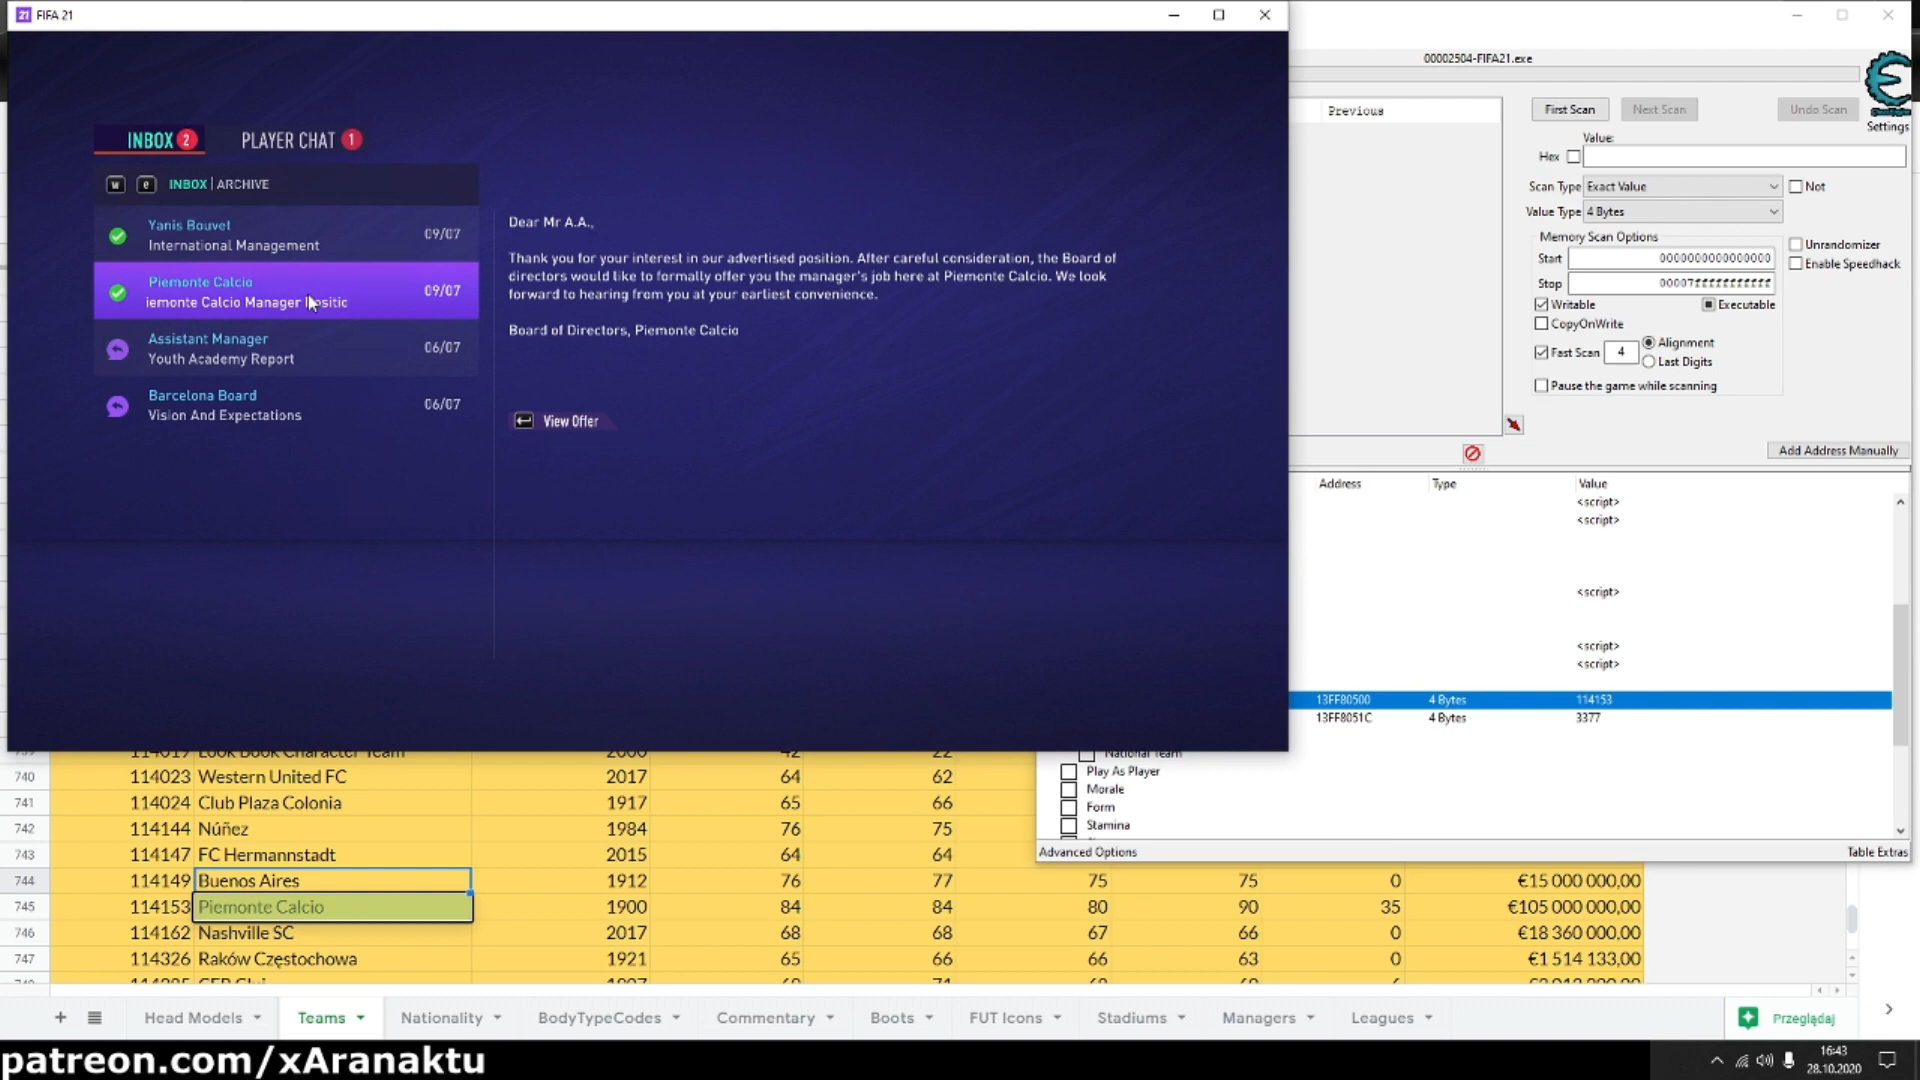 FIFA 21
INBOX 2
PLAYER CHAT 1
w e INBOX | ARCHIVE
Yanis Bouvet
International Management
09/07
Piemonte Calcio
iemonte Calcio Manager Positic
09/07
Assistant Manager
Youth Academy Report
06/07
Barcelona Board
Vision And Expectations
06/07
Dear Mr A.A.,
Thank you for your interest in our advertised position. After careful consideration, the Board of
directors would like to formally offer you the manager's job here at Piemonte Calcio. We look
forward to hearing from you at your earliest convenience.
Board of Directors, Piemonte Calcio
View Offer
00002504-FIFA21.exe
Previous
First Scan
Next Scan
Undo Scan
Settings
Value:
Hex
Scan Type Exact Value
Not
Value Type 4 Bytes
Memory Scan Options
Start 0000000000000000
Stop 00007fffffffffff
Unrandomizer
Enable Speedhack
Writable
Executable
CopyOnWrite
Fast Scan 4
Alignment
Last Digits
Pause the game while scanning
Add Address Manually
Address Type Value
<script>
<script>
<script>
<script>
<script>
13FF80500 4 Bytes 114153
13FF8051C 4 Bytes 3377
National Team
Play As Player
Morale
Form
Stamina
Advanced Options
Table Extras
114019 Look Book Character Team 2000 42 22
740 114023 Western United FC 2017 64 62
741 114024 Club Plaza Colonia 1917 65 66
742 114144 Núñez 1984 76 75
743 114147 FC Hermannstadt 2015 64 64
744 114149 Buenos Aires 1912 76 77 75 75 0 €15 000 000,00
745 114153 Piemonte Calcio 1900 84 84 80 90 35 €105 000 000,00
746 114162 Nashville SC 2017 68 68 67 66 0 €18 360 000,00
747 114326 Raków Częstochowa 1921 65 66 66 63 0 €1 514 133,00
+ Head Models Teams Nationality BodyTypeCodes Commentary Boots FUT Icons Stadiums Managers Leagues
Przeglądaj
patreon.com/xAranaktu
16:43
28.10.2020